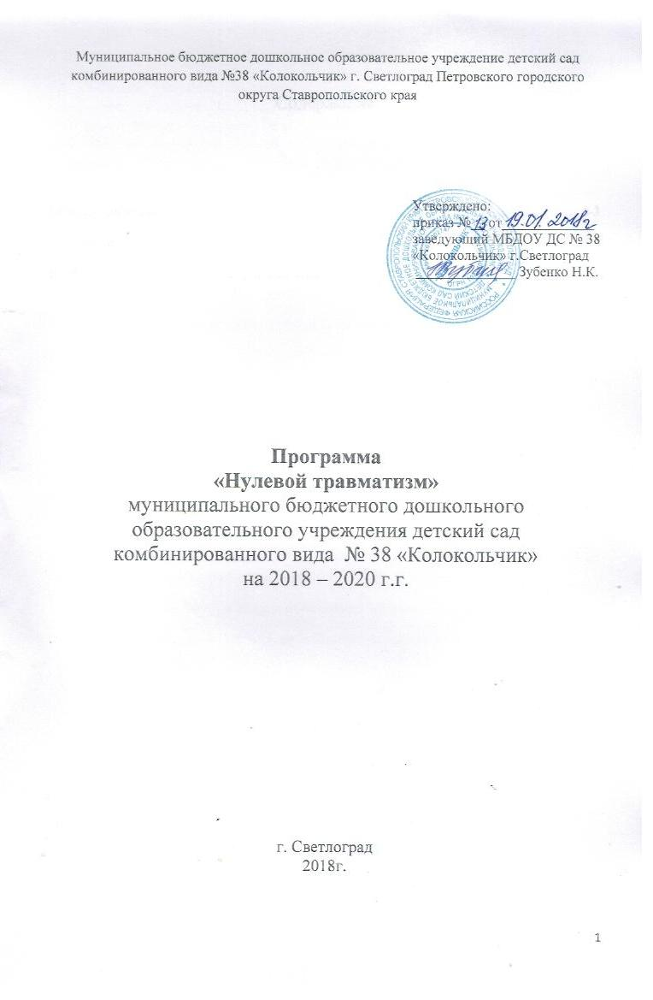 Муниципальное бюджетное дошкольное образовательное учреждение детский сад
комбинированного вида №38 «Колокольчик» г. Светлоград Петровского городского
округа Ставропольского края
Утверждено:
приказ № 13 от 19.01.2018г
заведующий МБДОУ ДС № 38
«Колокольчик» г.Светлоград
Зубенко Н.К.
Программа
«Нулевой травматизм»
муниципального бюджетного дошкольного
образовательного учреждения детский сад
комбинированного вида № 38 «Колокольчик»
на 2018 – 2020 г.г.
г. Светлоград
2018г.
1